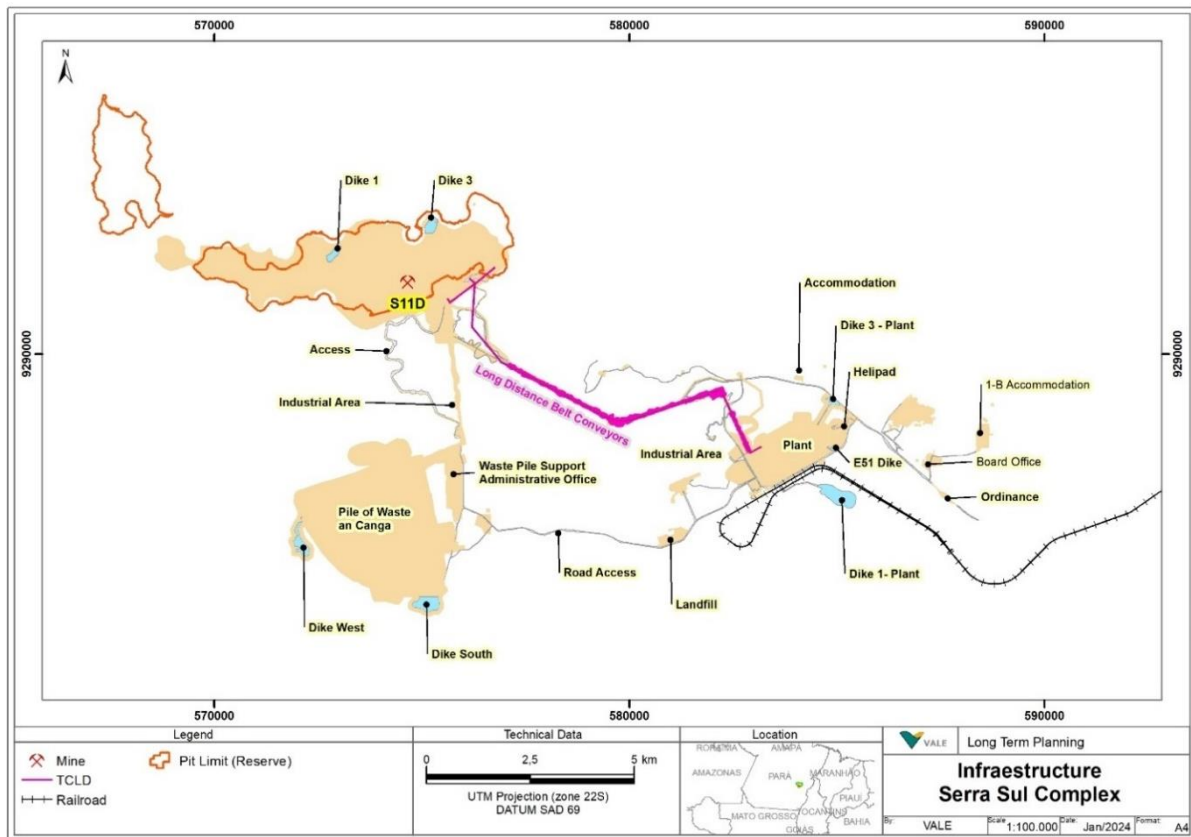 570000
580000
590000
N
Dike 1
Dike 3
S11D
Accommodation
9290000
9290000
Access
Dike 3 - Plant
Helipad
Long Distance Belt Conveyors
1-B Accommodation
Industrial Area
Industrial Area
Plant
E51 Dike
Board Office
Waste Pile Support
Administrative Office
Ordinance
Pile of Waste
an Canga
Road Access
Dike 1- Plant
Landfill
Dike West
Dike South
570000
580000
590000
Legend
Mine
Pit Limit (Reserve)
TCLD
Railroad
Technical Data
0
2,5
5 km
UTM Projection (zone 22S)
DATUM SAD 69
Location
AMAPÁ
AMAZONAS
PARÁ
MARANHÃO
PIAUÍ
TOCANTINS
MATO GROSSO
GOIÁS
BAHIA
VALE
Long Term Planning
Infraestructure
Serra Sul Complex
By:
VALE
Scale
1:100.000
Date:
Jan/2024
Format:
A4